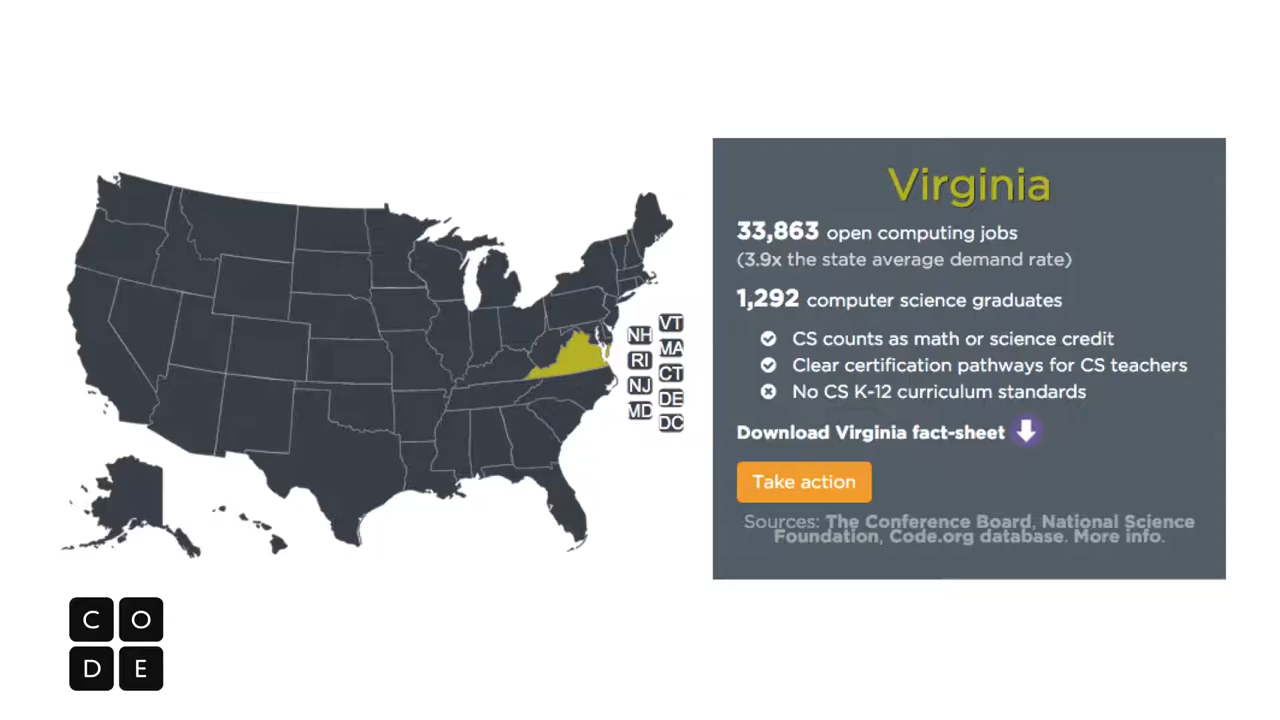 Virginia
33,863 open computing jobs
(3.9x the state average demand rate)
1,292 computer science graduates
CS counts as math or science credit
Clear certification pathways for CS teachers
No CS K-12 curriculum standards
Download Virginia fact-sheet
Take action
Sources: The Conference Board, National Science
Foundation, Code.org database. More info.
VT
NH
MA
RI
CT
NJ
DE
MD
DC
C O
D E